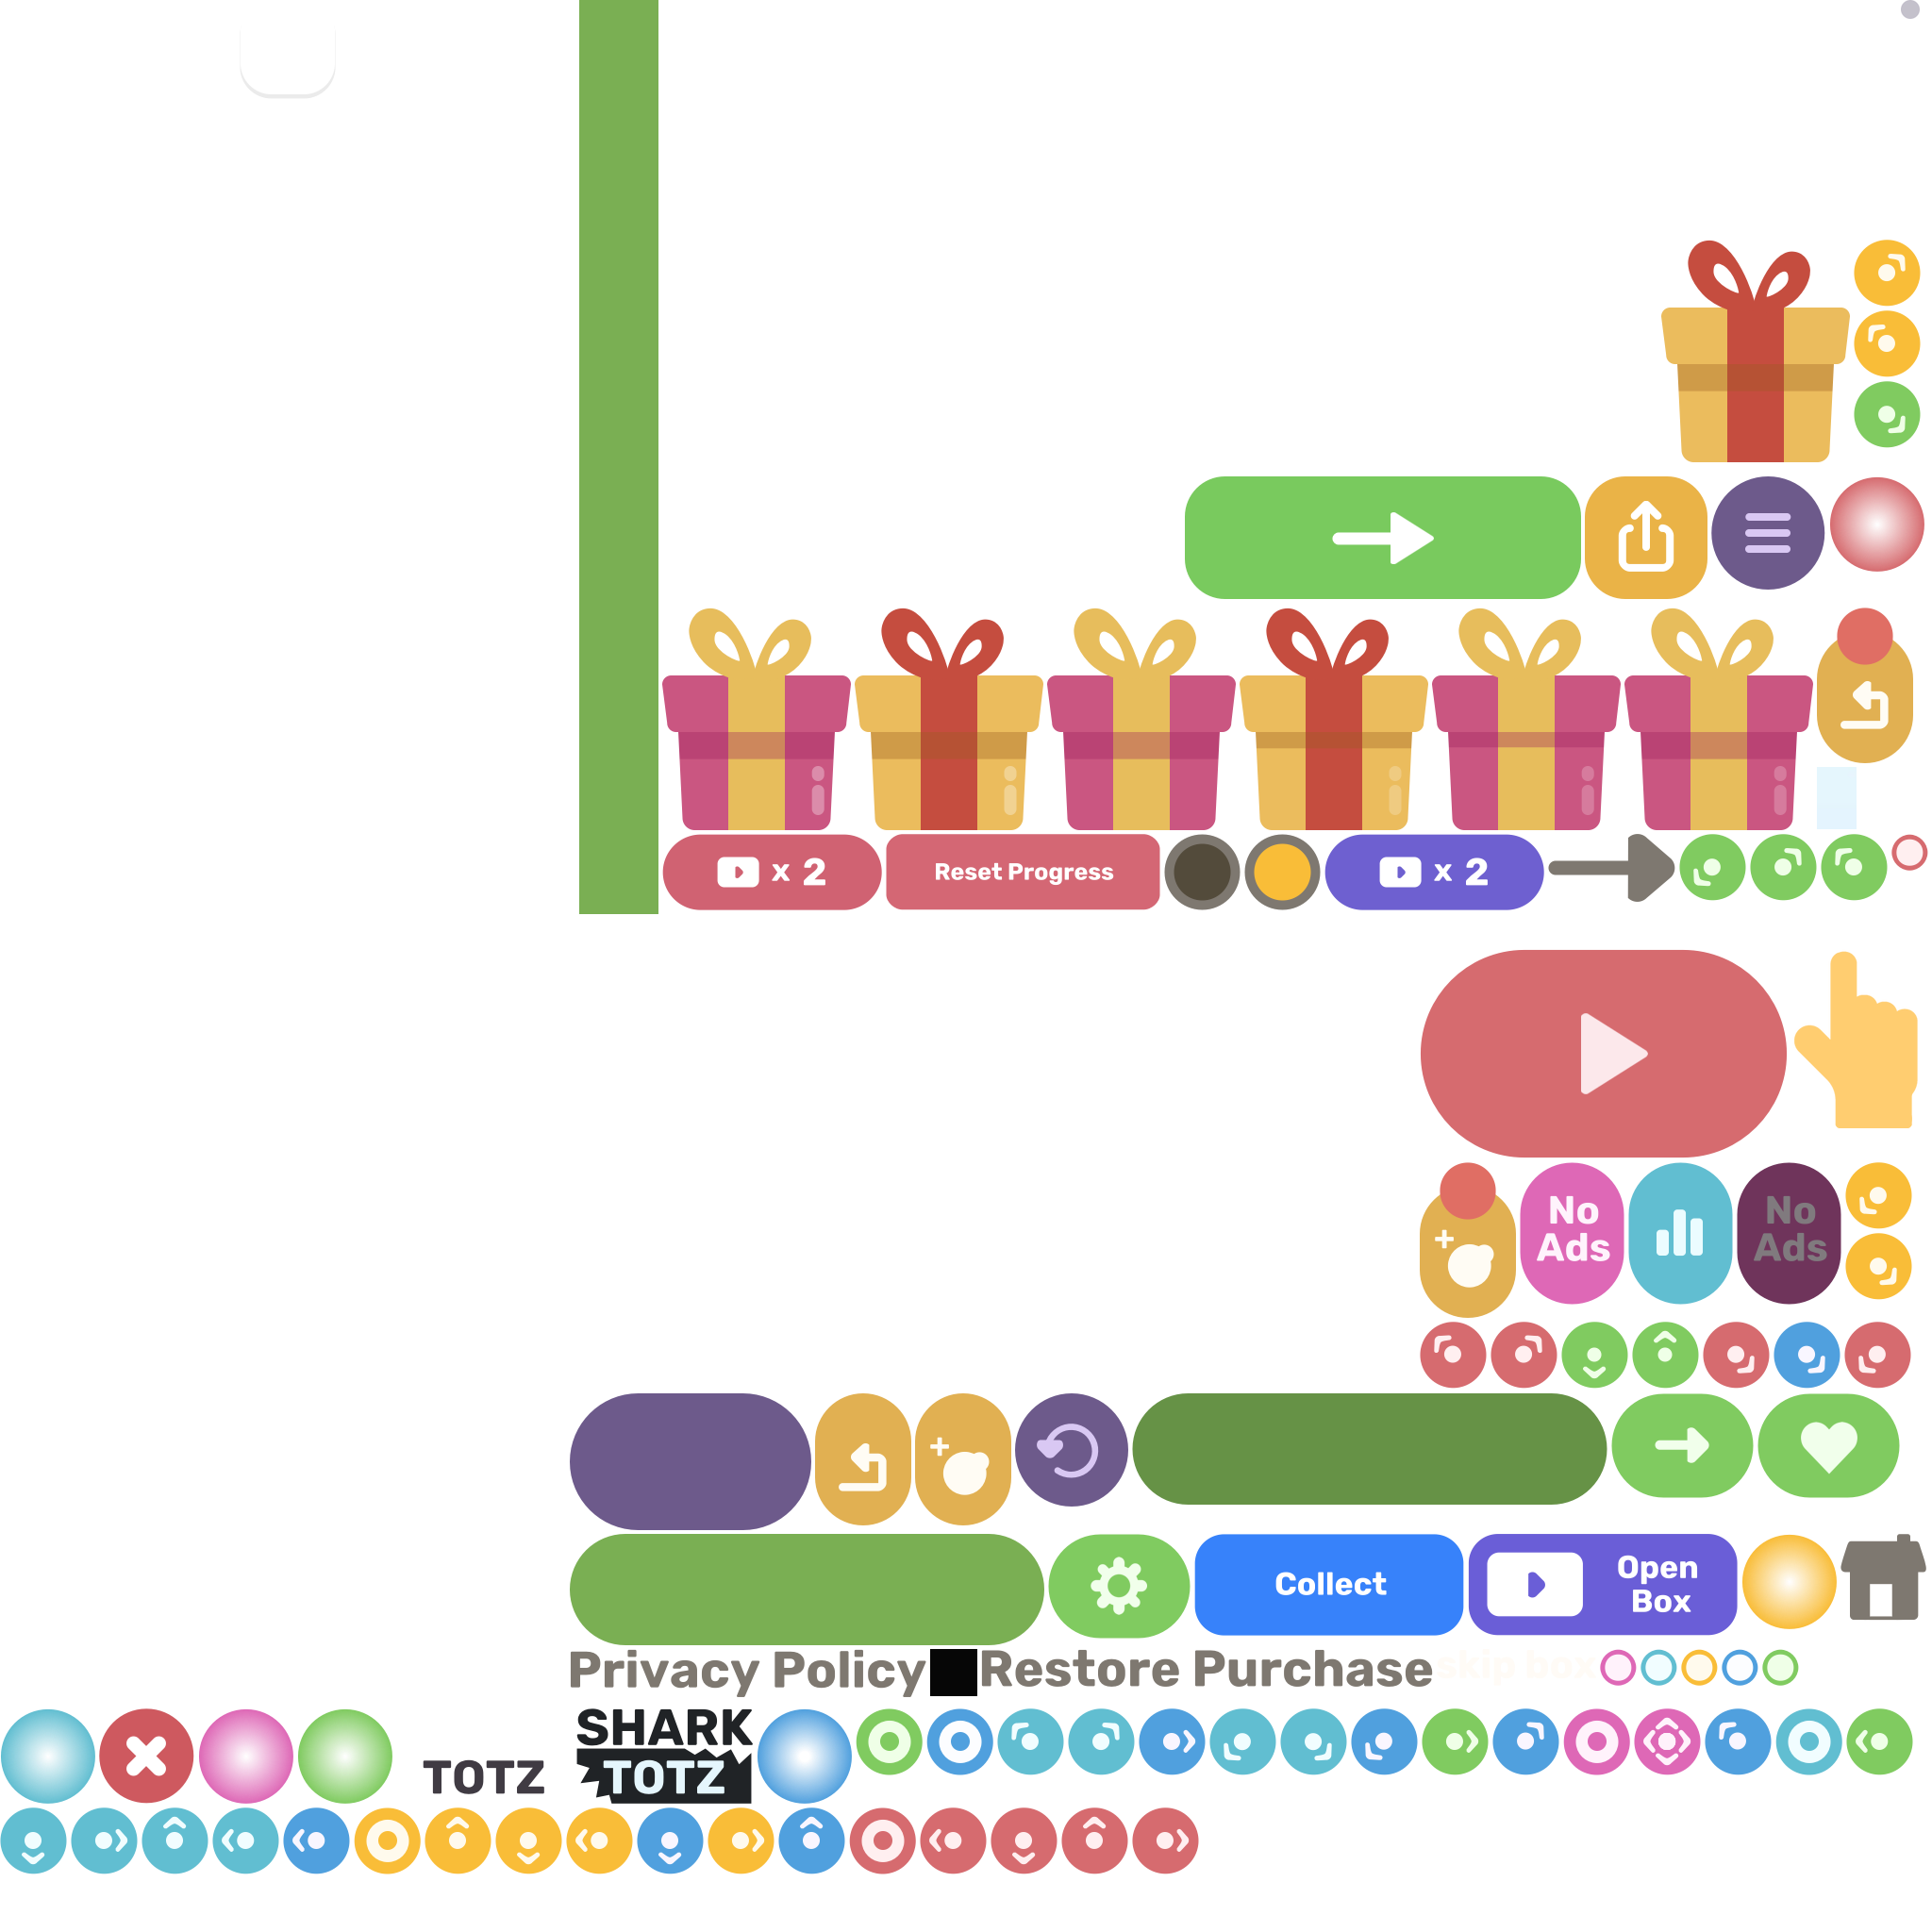 x 2
Reset Progress
x 2
No
Ads
No
Ads
Collect
Open
Box
Privacy Policy
Restore Purchase
SHARK
TOTZ
TOTZ